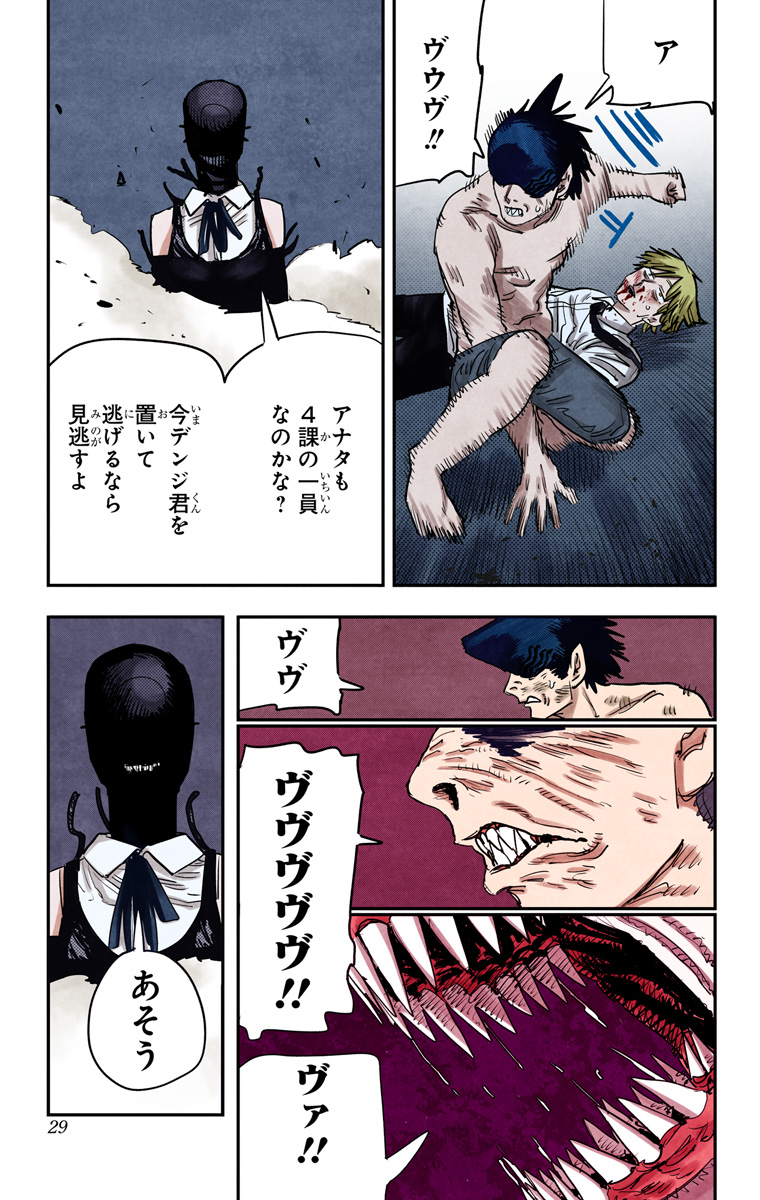 ア
ヴウヴ!!
アナタも
4課の一員
なのかな?
今デンジ君を
置いて
逃げるなら
見逃すよ
ヴヴ
ヴヴヴヴヴ!!
ヴァ!!
あそう
29